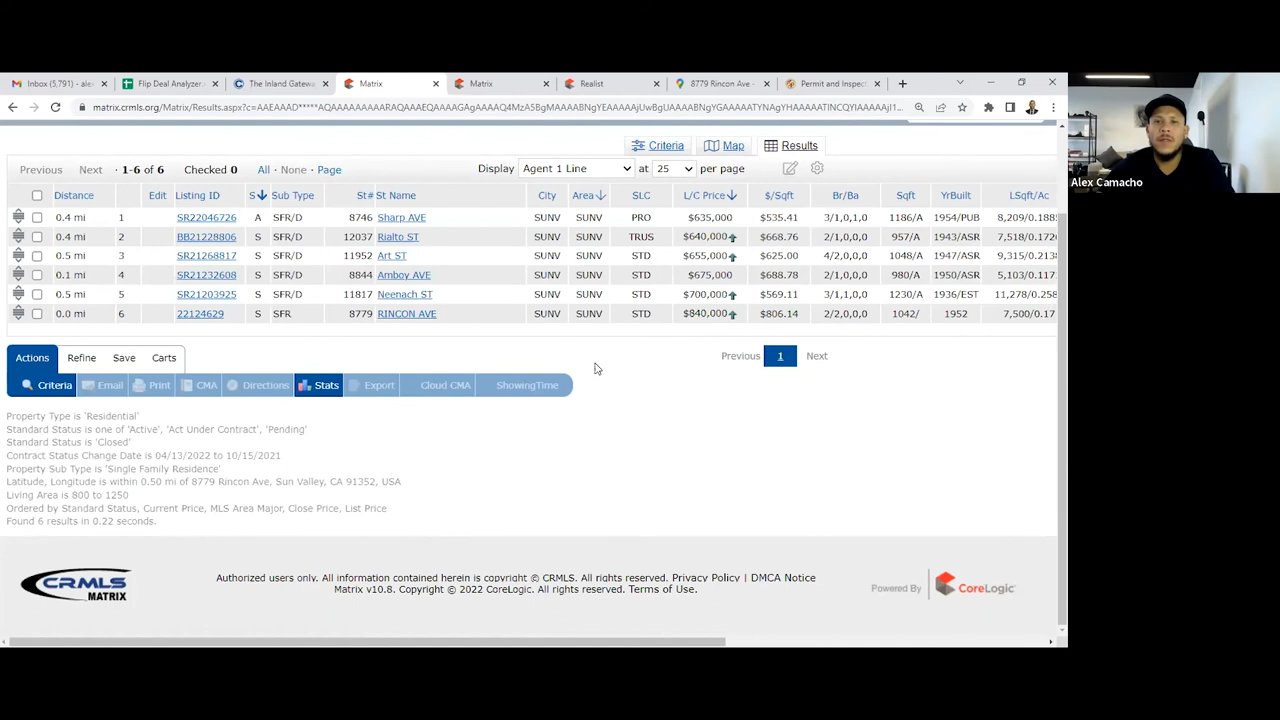 Inbox (5,791) - ale
Flip Deal Analyzer.
The Inland Gatew
Matrix
Matrix
Realist
8779 Rincon Ave -
Permit and Inspec
matrix.crmls.org/Matrix/Results.aspx?c=AAEAAAD*****AQAAAAAAAAARAQAAAEQAAAAGAgAAAAQ4MzA5BgMAAAABNgYEAAAAAjUwBgUAAAABNgYGAAAATYNAgYHAAAAATINCQYIAAAAAjI1...
Alex Camacho
Criteria Map Results
Previous Next 1-6 of 6 Checked 0 All · None · Page Display Agent 1 Line at 25 per page
Distance Edit Listing ID S Sub Type St# St Name City Area SLC L/C Price $/Sqft Br/Ba Sqft YrBuilt LSqft/Ac
0.4 mi 1 SR22046726 A SFR/D 8746 Sharp AVE SUNV SUNV PRO $635,000 $535.41 3/1,0,1,0 1186/A 1954/PUB 8,209/0.188
0.4 mi 2 BB21228806 S SFR/D 12037 Rialto ST SUNV SUNV TRUS $640,000 $668.76 2/1,0,0,0 957/A 1943/ASR 7,518/0.172
0.5 mi 3 SR21268817 S SFR/D 11952 Art ST SUNV SUNV STD $655,000 $625.00 4/2,0,0,0 1048/A 1947/ASR 9,315/0.213
0.1 mi 4 SR21232608 S SFR/D 8844 Amboy AVE SUNV SUNV STD $675,000 $688.78 2/1,0,0,0 980/A 1950/ASR 5,103/0.117
0.5 mi 5 SR21203925 S SFR/D 11817 Neenach ST SUNV SUNV STD $700,000 $569.11 3/1,1,0,0 1230/A 1936/EST 11,278/0.258
0.0 mi 6 22124629 S SFR 8779 RINCON AVE SUNV SUNV STD $840,000 $806.14 2/2,0,0,0 1042/ 1952 7,500/0.17
Actions Refine Save Carts
Previous 1 Next
Criteria Email Print CMA Directions Stats Export Cloud CMA ShowingTime
Property Type is 'Residential'
Standard Status is one of 'Active', 'Act Under Contract', 'Pending'
Standard Status is 'Closed'
Contract Status Change Date is 04/13/2022 to 10/15/2021
Property Sub Type is 'Single Family Residence'
Latitude, Longitude is within 0.50 mi of 8779 Rincon Ave, Sun Valley, CA 91352, USA
Living Area is 800 to 1250
Ordered by Standard Status, Current Price, MLS Area Major, Close Price, List Price
Found 6 results in 0.22 seconds.
CRMLS
MATRIX
Authorized users only. All information contained herein is copyright © CRMLS. All rights reserved. Privacy Policy | DMCA Notice
Matrix v10.8. Copyright © 2022 CoreLogic. All rights reserved. Terms of Use.
Powered By CoreLogic